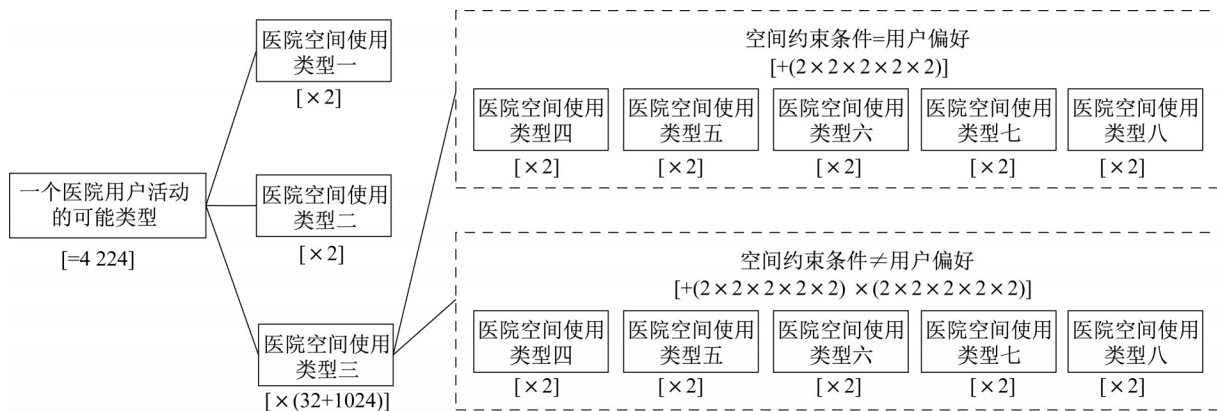 一个医院用户活动
的可能类型
[=4 224]
医院空间使用
类型一
[×2]
医院空间使用
类型二
[×2]
医院空间使用
类型三
[×(32+1024)]
空间约束条件=用户偏好
[+(2×2×2×2×2)]
医院空间使用
类型四
[×2]
医院空间使用
类型五
[×2]
医院空间使用
类型六
[×2]
医院空间使用
类型七
[×2]
医院空间使用
类型八
[×2]
空间约束条件≠用户偏好
[+(2×2×2×2×2)×(2×2×2×2×2)]
医院空间使用
类型四
[×2]
医院空间使用
类型五
[×2]
医院空间使用
类型六
[×2]
医院空间使用
类型七
[×2]
医院空间使用
类型八
[×2]